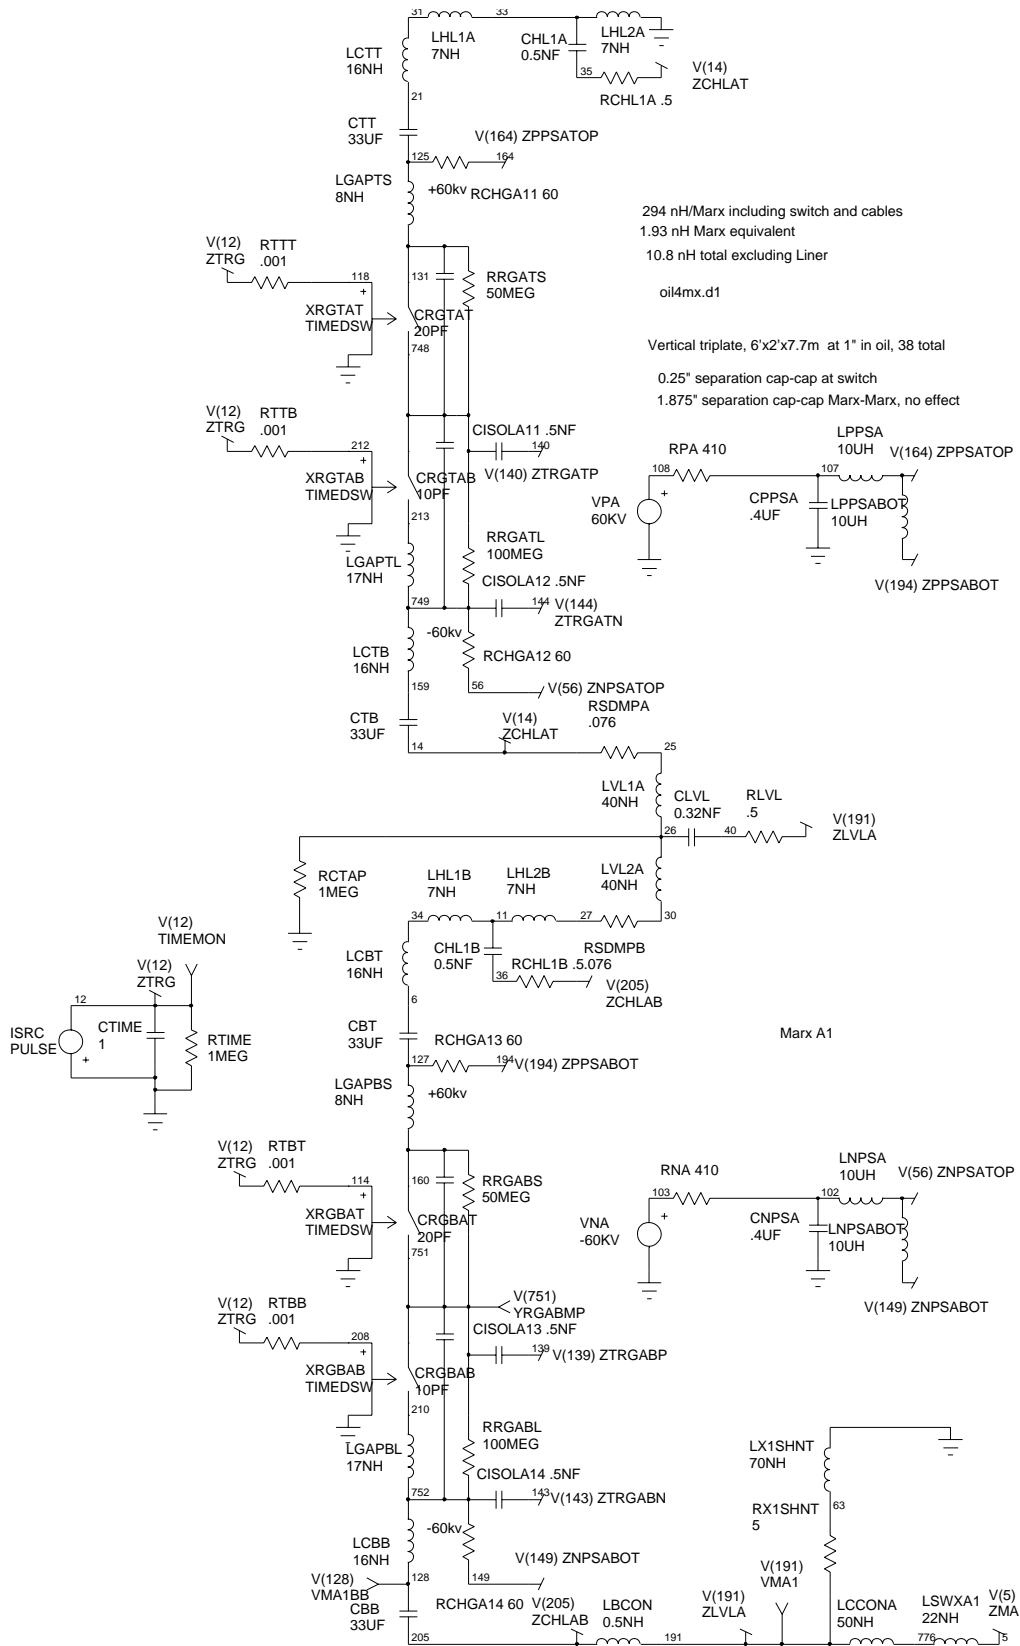 31
LHL1A
7NH
33
CHL1A
0.5NF
LHL2A
7NH
LCTT
16NH
35
RCHL1A .5
V(14)
ZCHLAT
21
CTT
33UF
V(164) ZPPSATOP
125
164
LGAPTS
8NH
+60kv
RCHGA11 60
294 nH/Marx including switch and cables
1.93 nH Marx equivalent
10.8 nH total excluding Liner
oil4mx.d1
Vertical triplate, 6'x2'x7.7m at 1" in oil, 38 total
0.25" separation cap-cap at switch
1.875" separation cap-cap Marx-Marx, no effect
V(12)
ZTRG
RTTT
.001
118
+
131
RRGATS
50MEG
XRGTAT
TIMEDSW
CRGTAT
20PF
748
V(12)
ZTRG
RTTB
.001
212
+
CISOLA11 .5NF
140
V(140) ZTRGATP
XRGTAB
TIMEDSW
CRGTAB
10PF
213
RPA 410
108
+
VPA
60KV
107
LPPSA
10UH
V(164) ZPPSATOP
CPPSA
.4UF
LPPSABOT
10UH
V(194) ZPPSABOT
RRGATL
100MEG
LGAPTL
17NH
CISOLA12 .5NF
749
144
V(144)
ZTRGATN
-60kv
LCTB
16NH
RCHGA12 60
159
56
V(56) ZNPSATOP
CTB
33UF
14
V(14)
ZCHLAT
RSDMPA
.076
25
LVL1A
40NH
CLVL
0.32NF
RLVL
.5
V(191)
ZLVLA
26
40
RCTAP
1MEG
LVL2A
40NH
LHL1B
7NH
LHL2B
7NH
34
11
27
30
LCBT
16NH
CHL1B
0.5NF
RSDMPB
.076
36
RCHL1B .5
V(205)
ZCHLAB
6
V(12)
TIMEMON
V(12)
ZTRG
12
ISRC
PULSE
+
CTIME
1
RTIME
1MEG
CBT
33UF
RCHGA13 60
127
194
V(194) ZPPSABOT
LGAPBS
8NH
+60kv
Marx A1
V(12)
ZTRG
RTBT
.001
114
+
160
RRGABS
50MEG
XRGBAT
TIMEDSW
CRGBAT
20PF
751
RNA 410
103
+
VNA
-60KV
102
LNPSA
10UH
V(56) ZNPSATOP
CNPSA
.4UF
LNPSABOT
10UH
V(149) ZNPSABOT
V(12)
ZTRG
RTBB
.001
208
+
V(751)
YRGABMP
CISOLA13 .5NF
139
V(139) ZTRGABP
XRGBAB
TIMEDSW
CRGBAB
10PF
210
RRGABL
100MEG
LGAPBL
17NH
CISOLA14 .5NF
752
143
V(143) ZTRGABN
-60kv
LCBB
16NH
V(149) ZNPSABOT
149
V(128)
VMA1BB
128
CBB
33UF
RCHGA14 60
205
V(205)
ZCHLAB
LBCON
0.5NH
191
V(191)
ZLVLA
V(191)
VMA1
LX1SHNT
70NH
63
RX1SHNT
5
LCCONA
50NH
776
LSWXA1
22NH
V(5)
ZMA
5